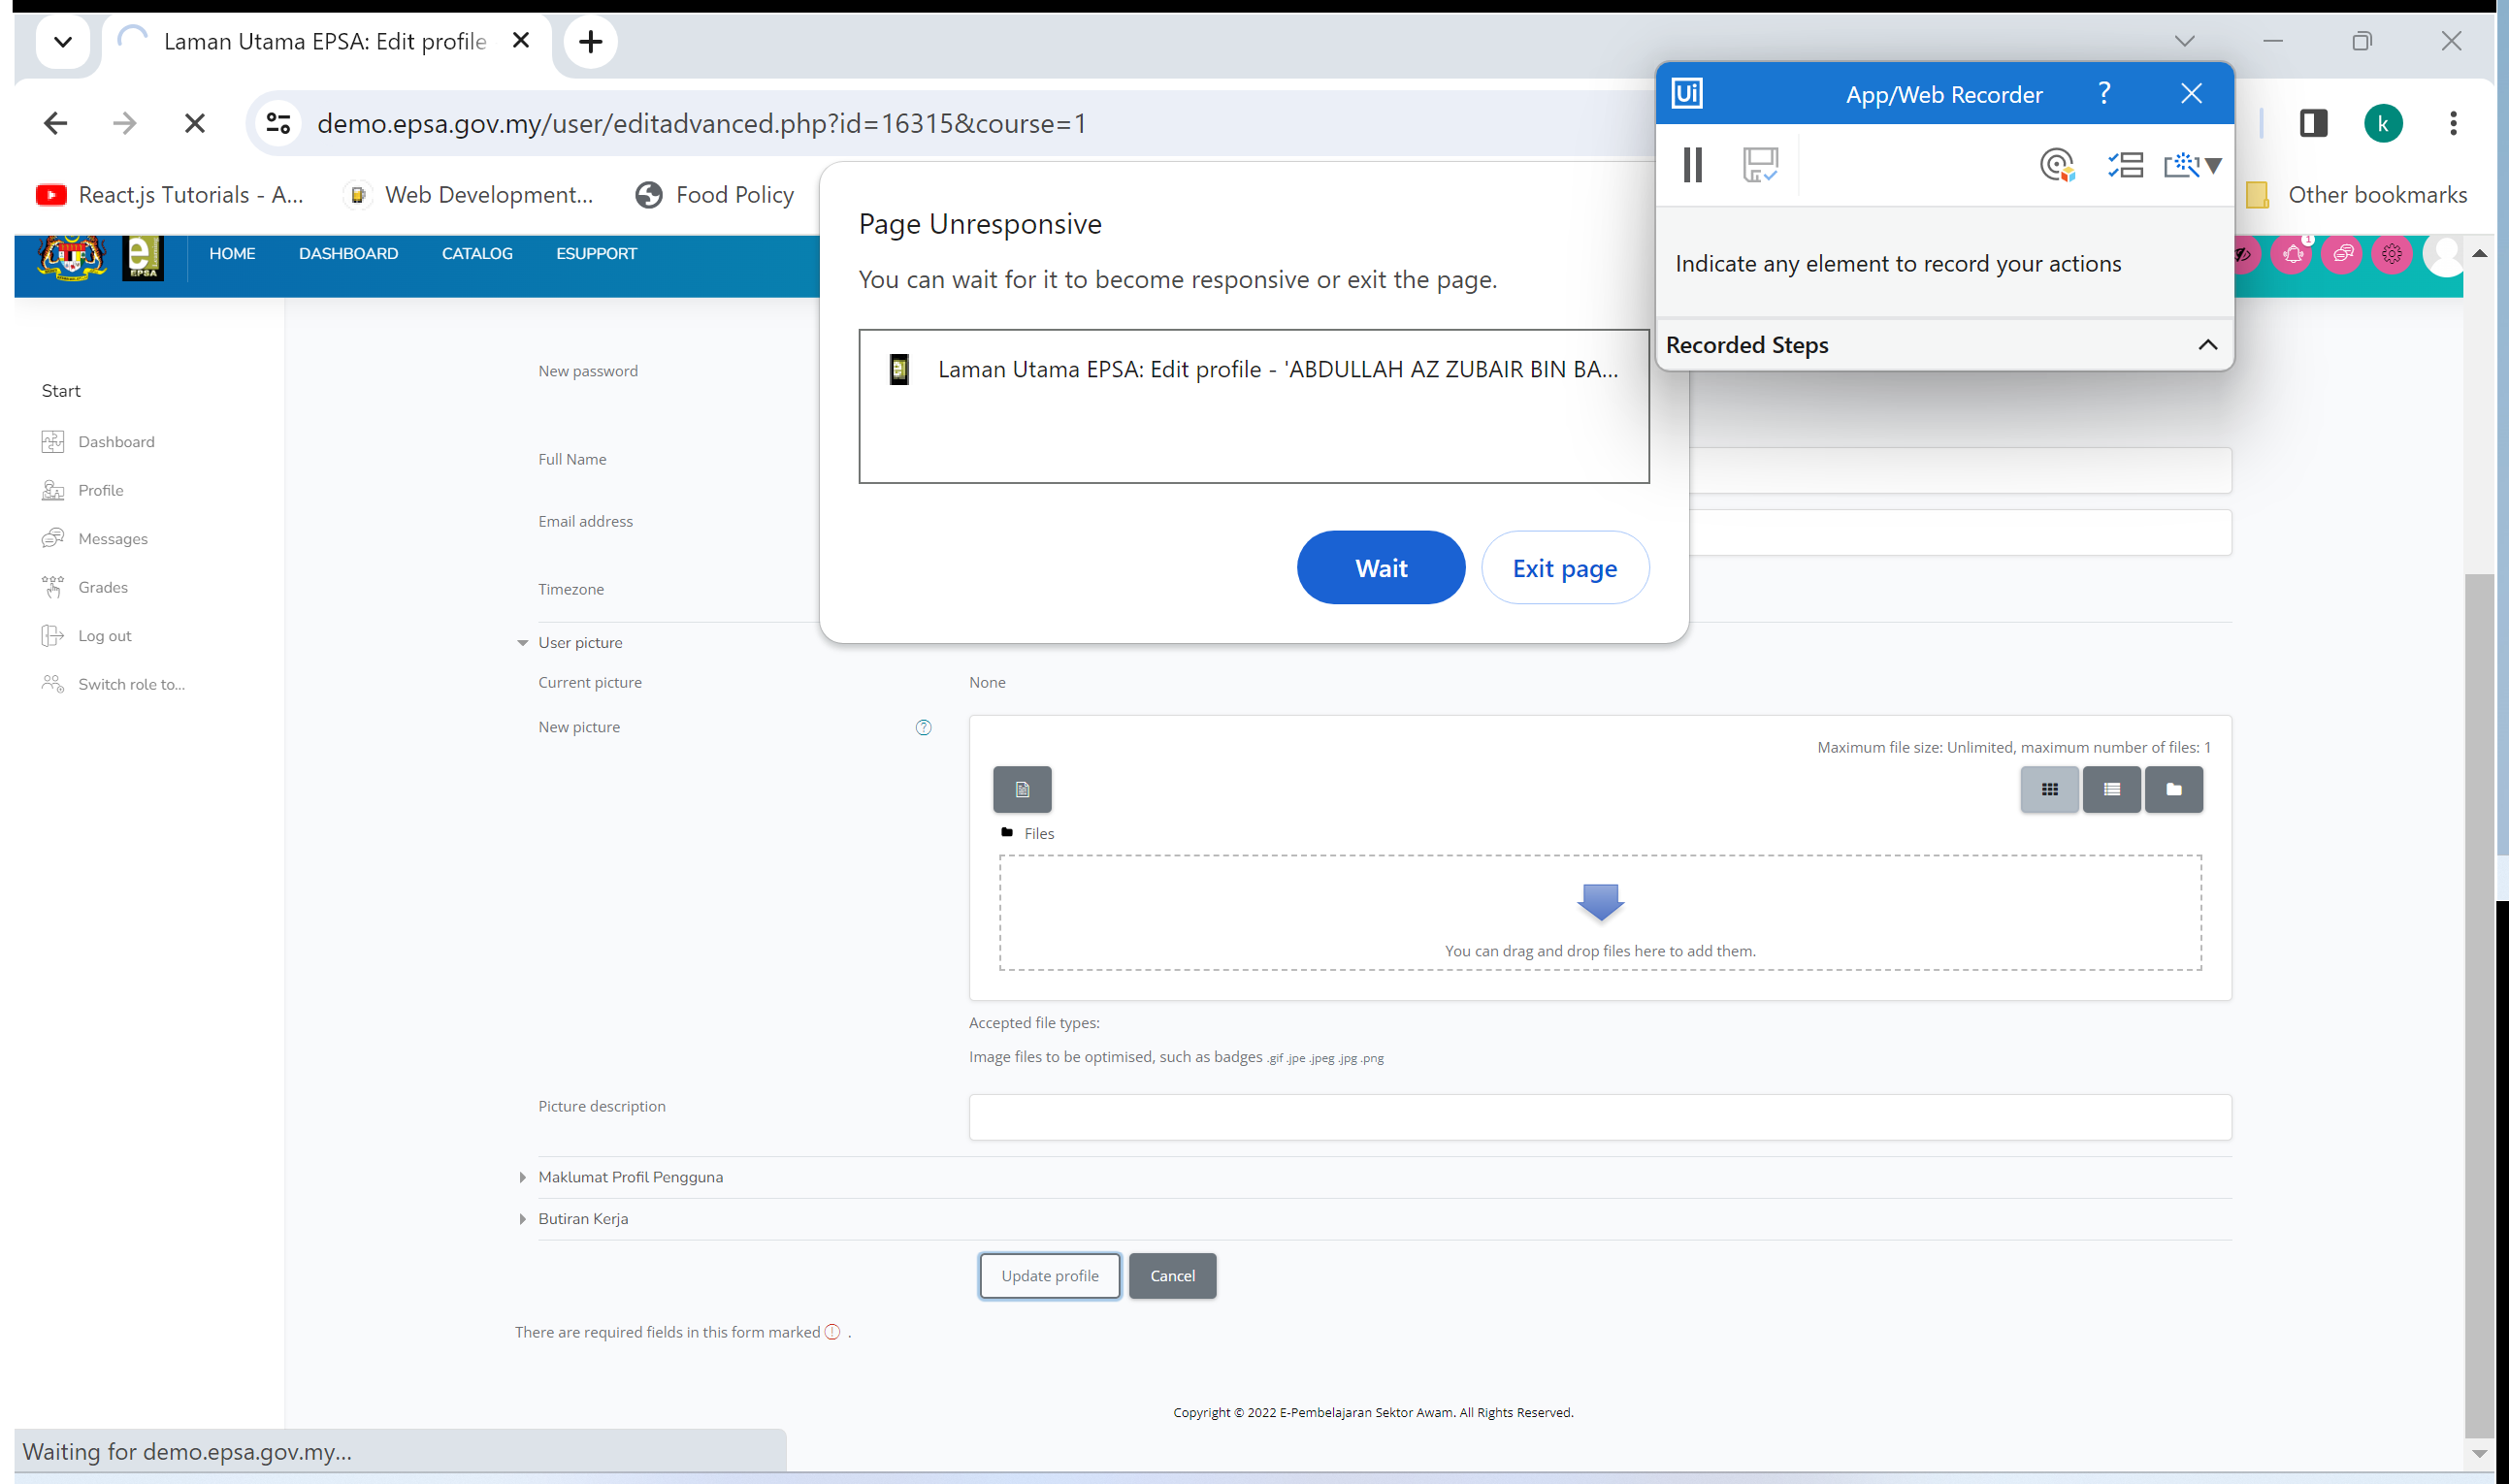 Laman Utama EPSA: Edit profile
demo.epsa.gov.my/user/editadvanced.php?id=16315&course=1
React.js Tutorials - A...
Web Development...
Food Policy
Other bookmarks
Ui
App/Web Recorder
?
k
Indicate any element to record your actions
Recorded Steps
Page Unresponsive
You can wait for it to become responsive or exit the page.
Laman Utama EPSA: Edit profile - 'ABDULLAH AZ ZUBAIR BIN BA...
Wait
Exit page
e
EPSA
HOME
DASHBOARD
CATALOG
ESUPPORT
1
Start
Dashboard
Profile
Messages
Grades
Log out
Switch role to...
New password
Full Name
Email address
Timezone
User picture
Current picture
None
New picture
?
Maximum file size: Unlimited, maximum number of files: 1
Files
You can drag and drop files here to add them.
Accepted file types:
Image files to be optimised, such as badges .gif .jpe .jpeg .jpg .png
Picture description
Maklumat Profil Pengguna
Butiran Kerja
Update profile
Cancel
There are required fields in this form marked ! .
Copyright © 2022 E-Pembelajaran Sektor Awam. All Rights Reserved.
Waiting for demo.epsa.gov.my...